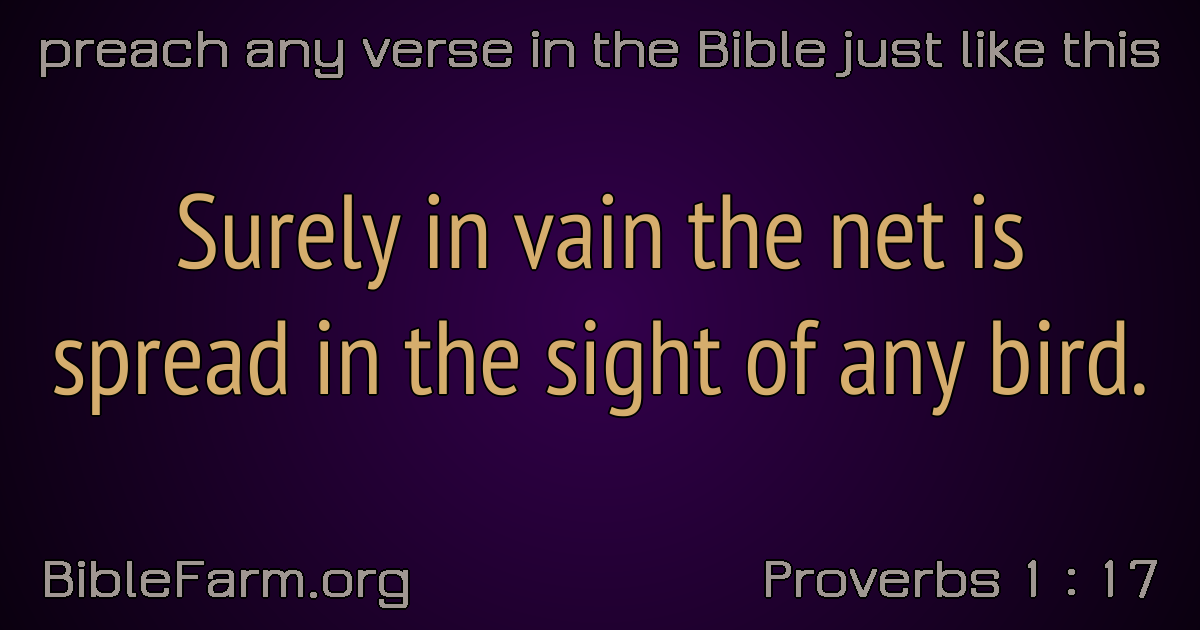 preach any verse in the Bible just like this
Surely in vain the net is
spread in the sight of any bird.
BibleFarm.org
Proverbs 1 : 17